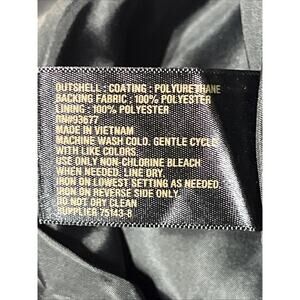 OUTSHELL : COATING : POLYURETHANE
BACKING FABRIC : 100% POLYESTER
LINING : 100% POLYESTER
RN#93677
MADE IN VIETNAM
MACHINE WASH COLD. GENTLE CYCLE
WITH LIKE COLORS.
USE ONLY NON-CHLORINE BLEACH
WHEN NEEDED. LINE DRY.
IRON ON LOWEST SETTING AS NEEDED.
IRON ON REVERSE SIDE ONLY.
DO NOT DRY CLEAN
SUPPLIER 75143-8